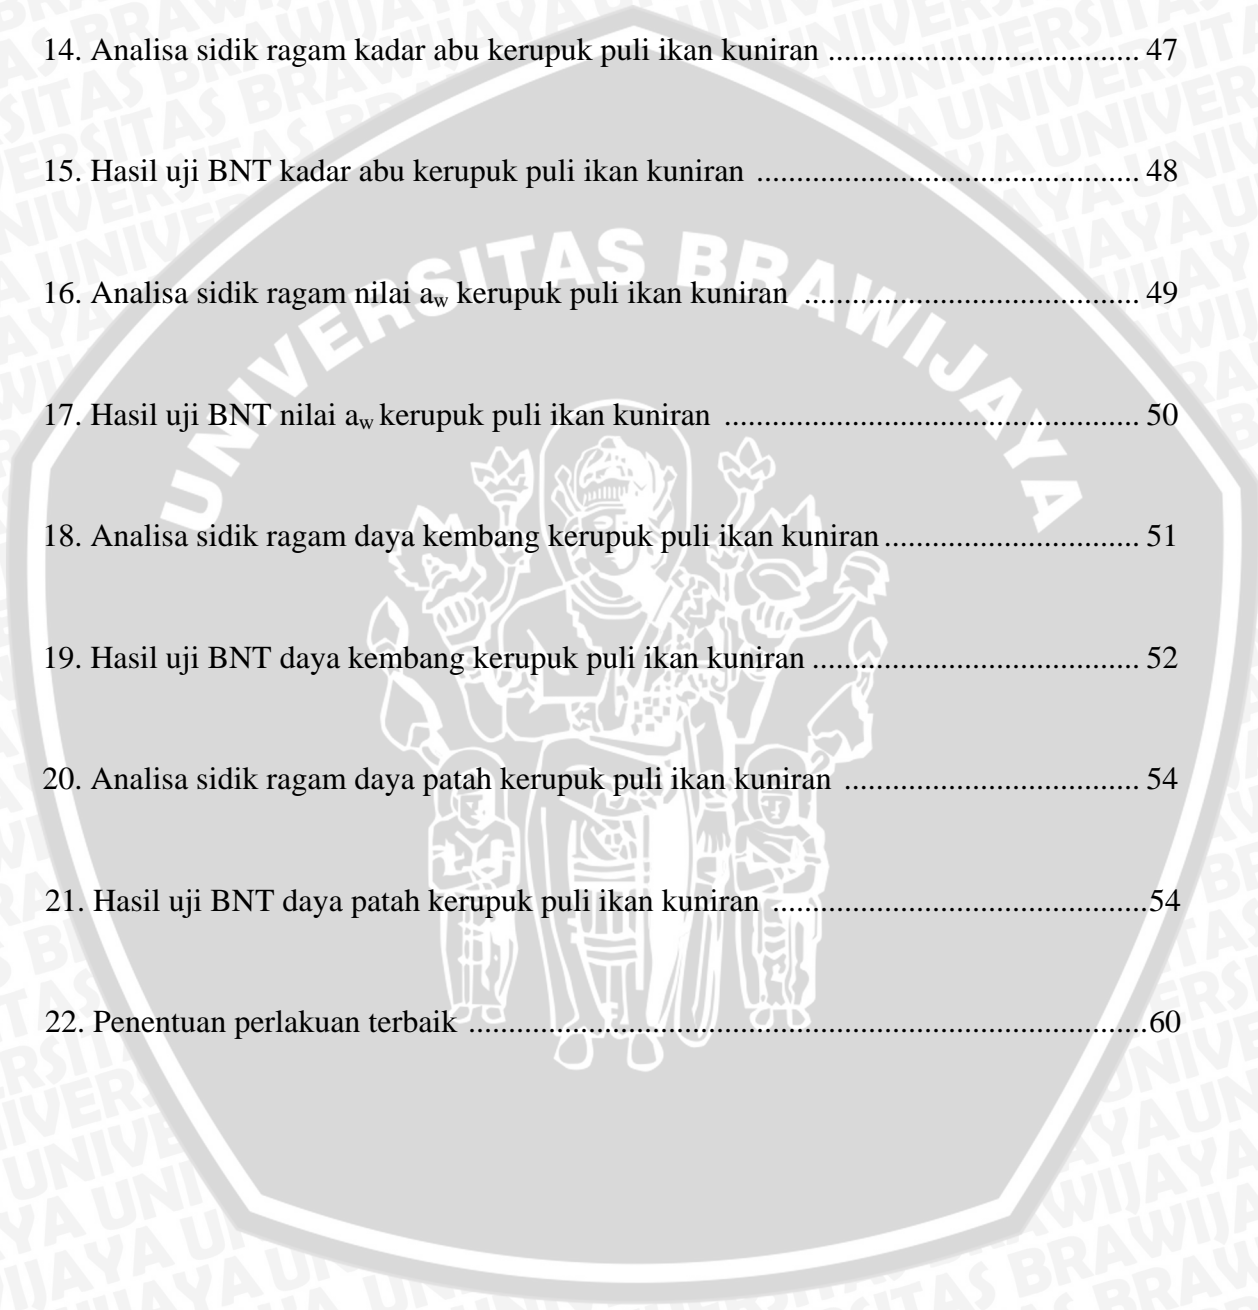 14. Analisa sidik ragam kadar abu kerupuk puli ikan kuniran ...................................... 47
15. Hasil uji BNT kadar abu kerupuk puli ikan kuniran ............................................... 48
16. Analisa sidik ragam nilai aw kerupuk puli ikan kuniran ......................................... 49
17. Hasil uji BNT nilai aw kerupuk puli ikan kuniran ................................................... 50
18. Analisa sidik ragam daya kembang kerupuk puli ikan kuniran ............................... 51
19. Hasil uji BNT daya kembang kerupuk puli ikan kuniran ........................................ 52
20. Analisa sidik ragam daya patah kerupuk puli ikan kuniran .................................... 54
21. Hasil uji BNT daya patah kerupuk puli ikan kuniran ..............................................54
22. Penentuan perlakuan terbaik ...................................................................................60
UNIVERSITAS BRAWIJAYA